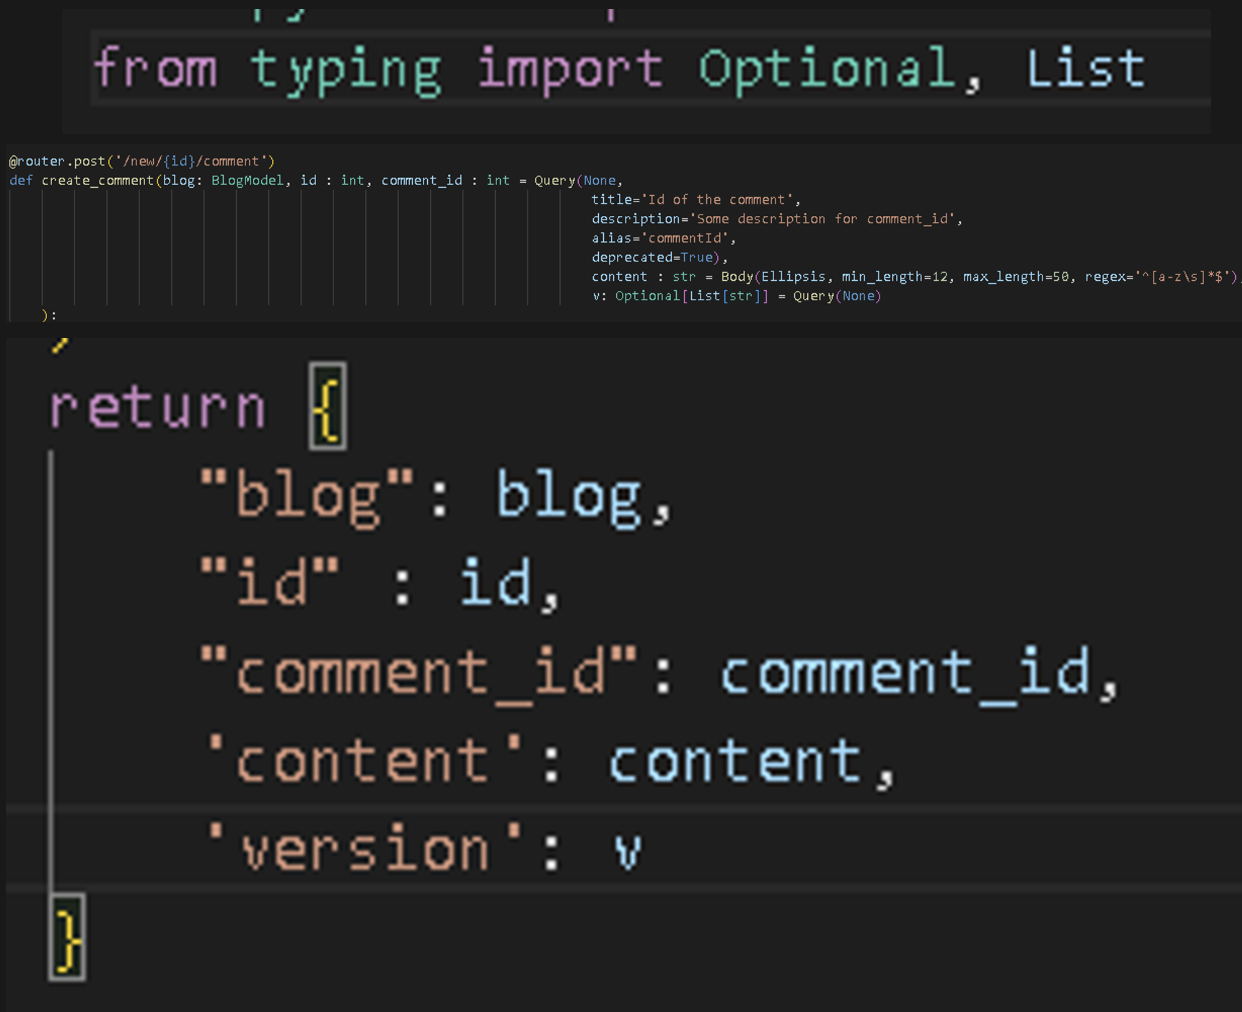 from typing import Optional, List
@router.post('/new/{id}/comment')
def create_comment(blog: BlogModel, id : int, comment_id : int = Query(None,
title='Id of the comment',
description='Some description for comment_id',
alias='commentId',
deprecated=True),
content : str = Body(Ellipsis, min_length=12, max_length=50, regex='^[a-z\s]*$'),
v: Optional[List[str]] = Query(None)
):
return {
"blog": blog,
"id" : id,
"comment_id": comment_id,
'content': content,
'version': v
}